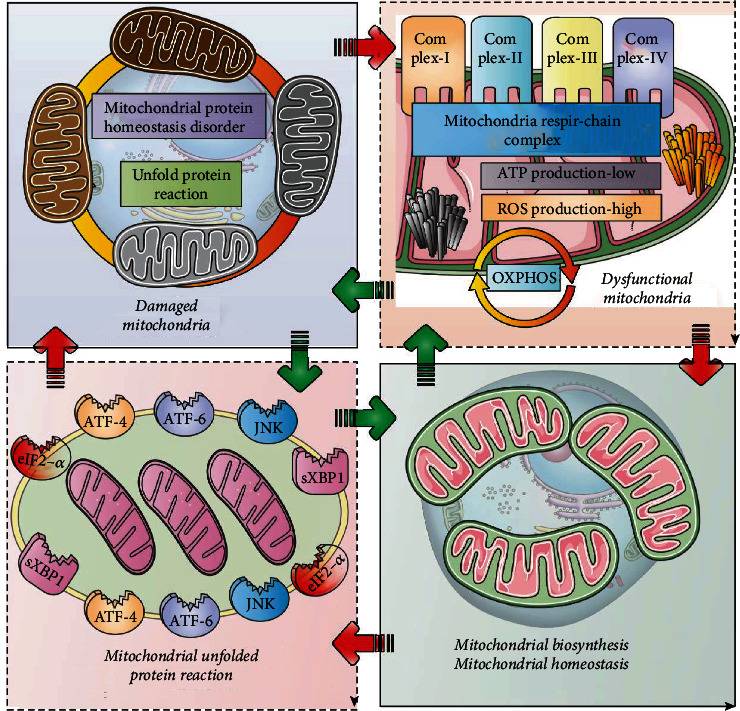 Mitochondrial protein
homeostasis disorder
Unfold protein
reaction
Damaged
mitochondria
Com
plex-I
Com
plex-II
Com
plex-III
Com
plex-IV
Mitochondria respir-chain
complex
ATP production-low
ROS production-high
OXPHOS
Dysfunctional
mitochondria
eIF2-α
ATF-4
ATF-6
JNK
sXBP1
sXBP1
ATF-4
ATF-6
JNK
eIF2-α
Mitochondrial unfolded
protein reaction
Mitochondrial biosynthesis
Mitochondrial homeostasis